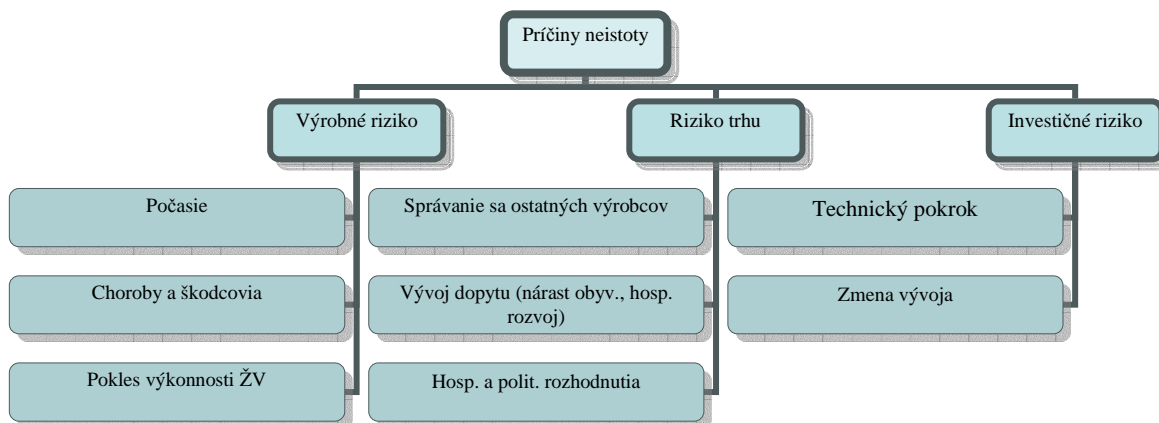 Príčiny neistoty
Výrobné riziko
Riziko trhu
Investičné riziko
Počasie
Správanie sa ostatných výrobcov
Technický pokrok
Choroby a škodcovia
Vývoj dopytu (nárast obyv., hosp.
rozvoj)
Zmena vývoja
Pokles výkonnosti ŽV
Hosp. a polit. rozhodnutia